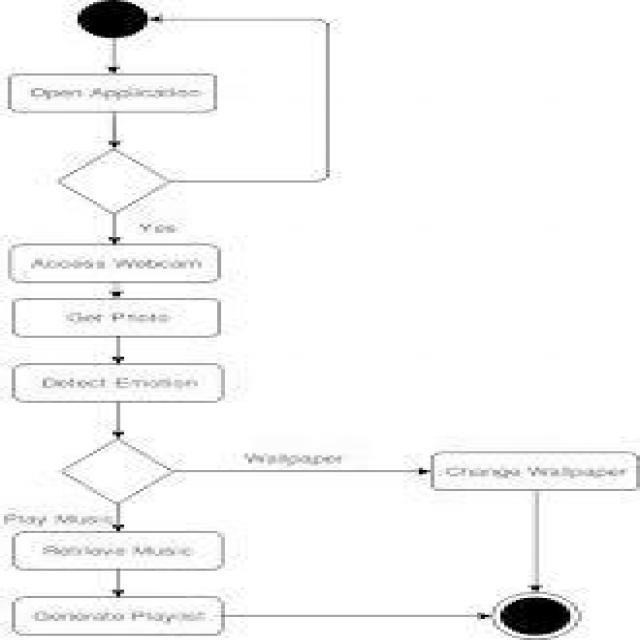 Open Application
Yes
Access Webcam
Get Photo
Detect Emotion
Wallpaper
Change Wallpaper
Play Music
Retrieve Music
Generate Playlist